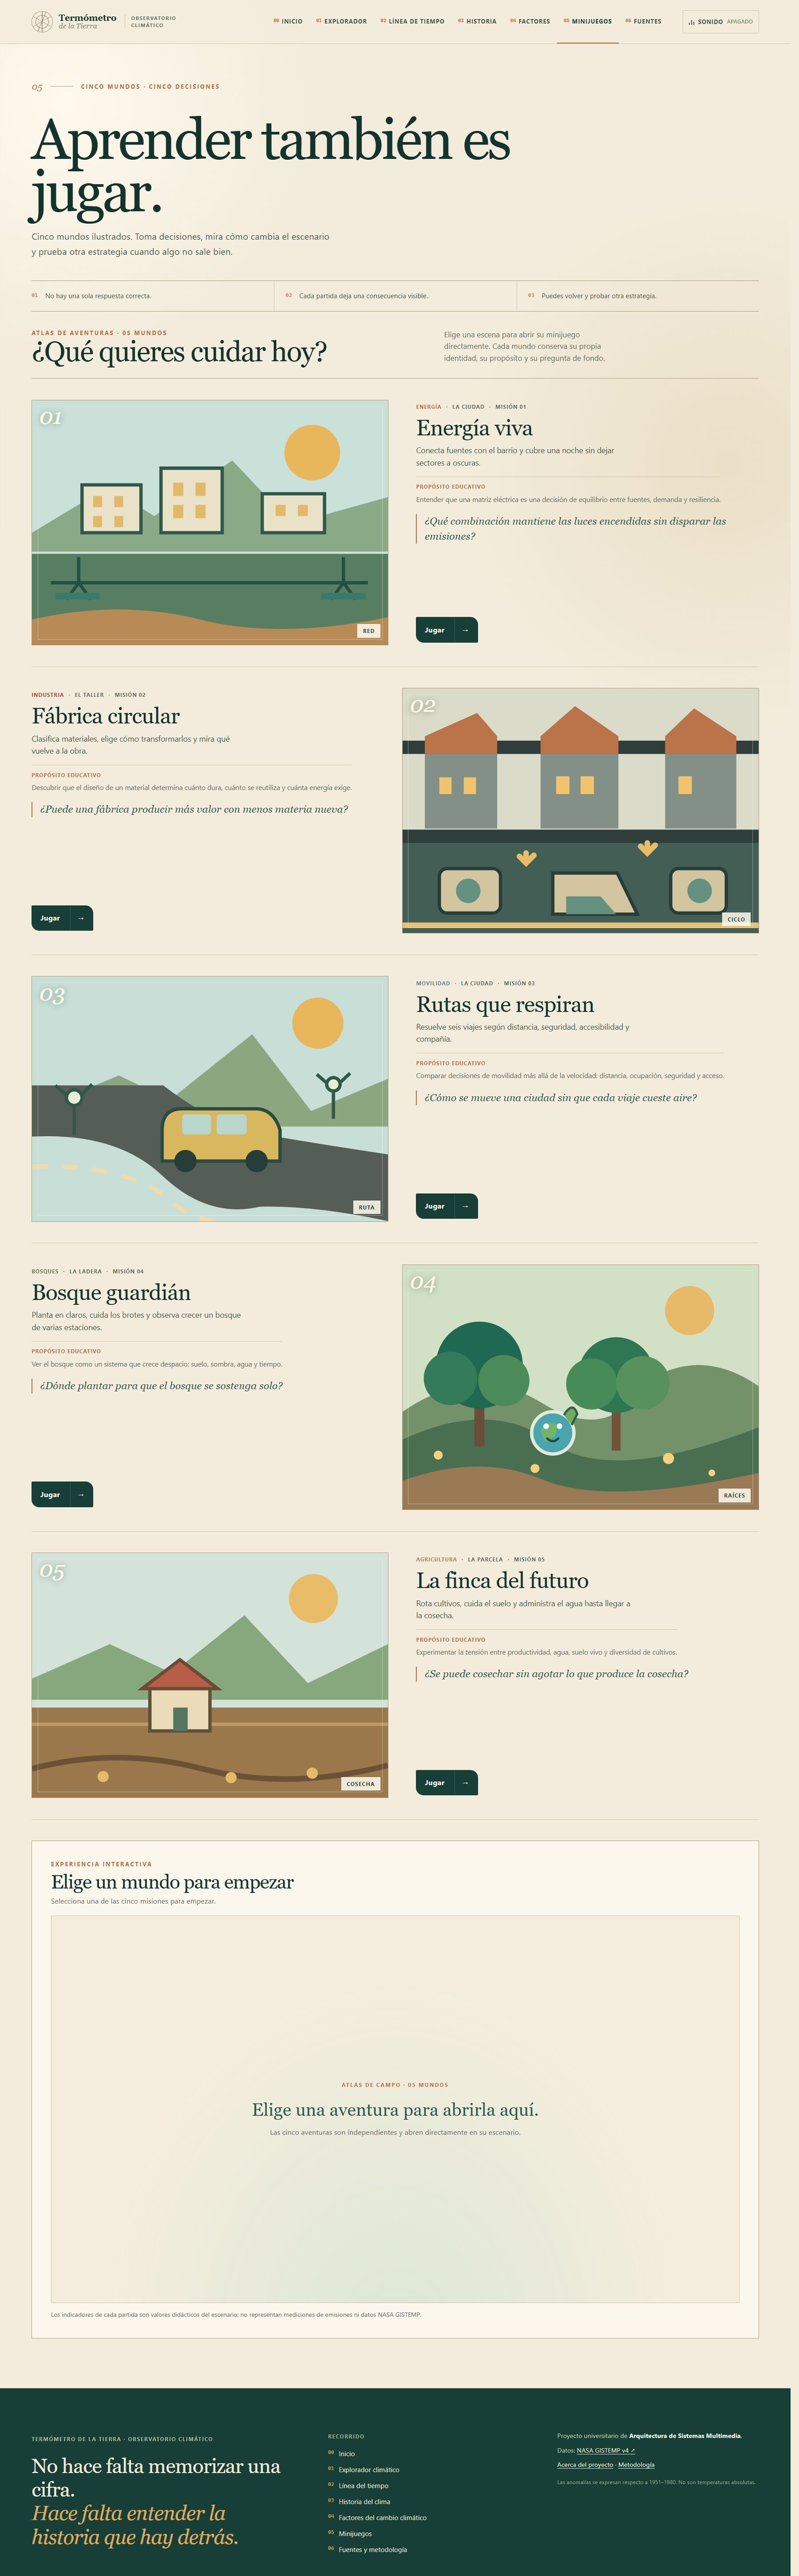 Termómetro
de la Tierra
OBSERVATORIO
CLIMÁTICO
00 INICIO
01 EXPLORADOR
02 LÍNEA DE TIEMPO
03 HISTORIA
04 FACTORES
05 MINIJUEGOS
06 FUENTES
SONIDO APAGADO
05 CINCO MUNDOS · CINCO DECISIONES
Aprender también es
jugar.
Cinco mundos ilustrados. Toma decisiones, mira cómo cambia el escenario
y prueba otra estrategia cuando algo no sale bien.
01 No hay una sola respuesta correcta.
02 Cada partida deja una consecuencia visible.
03 Puedes volver y probar otra estrategia.
ATLAS DE AVENTURAS · 05 MUNDOS
¿Qué quieres cuidar hoy?
Elige una escena para abrir su minijuego
directamente. Cada mundo conserva su propia
identidad, su propósito y su pregunta de fondo.
01
RED
ENERGÍA · LA CIUDAD · MISIÓN 01
Energía viva
Conecta fuentes con el barrio y cubre una noche sin dejar
sectores a oscuras.
PROPÓSITO EDUCATIVO
Entender que una matriz eléctrica es una decisión de equilibrio entre fuentes, demanda y resiliencia.
¿Qué combinación mantiene las luces encendidas sin disparar las
emisiones?
Jugar →
INDUSTRIA · EL TALLER · MISIÓN 02
Fábrica circular
Clasifica materiales, elige cómo transformarlos y mira qué
vuelve a la obra.
PROPÓSITO EDUCATIVO
Descubrir que el diseño de un material determina cuánto dura, cuánto se reutiliza y cuánta energía exige.
¿Puede una fábrica producir más valor con menos materia nueva?
Jugar →
02
CICLO
03
RUTA
MOVILIDAD · LA CIUDAD · MISIÓN 03
Rutas que respiran
Resuelve seis viajes según distancia, seguridad, accesibilidad y
compañía.
PROPÓSITO EDUCATIVO
Comparar decisiones de movilidad más allá de la velocidad: distancia, ocupación, seguridad y acceso.
¿Cómo se mueve una ciudad sin que cada viaje cueste aire?
Jugar →
BOSQUES · LA LADERA · MISIÓN 04
Bosque guardián
Planta en claros, cuida los brotes y observa crecer un bosque
de varias estaciones.
PROPÓSITO EDUCATIVO
Ver el bosque como un sistema que crece despacio: suelo, sombra, agua y tiempo.
¿Dónde plantar para que el bosque se sostenga solo?
Jugar →
04
RAÍCES
05
COSECHA
AGRICULTURA · LA PARCELA · MISIÓN 05
La finca del futuro
Rota cultivos, cuida el suelo y administra el agua hasta llegar a
la cosecha.
PROPÓSITO EDUCATIVO
Experimentar la tensión entre productividad, agua, suelo vivo y diversidad de cultivos.
¿Se puede cosechar sin agotar lo que produce la cosecha?
Jugar →
EXPERIENCIA INTERACTIVA
Elige un mundo para empezar
Selecciona una de las cinco misiones para empezar.
ATLAS DE CAMPO · 05 MUNDOS
Elige una aventura para abrirla aquí.
Las cinco aventuras son independientes y abren directamente en su escenario.
Los indicadores de cada partida son valores didácticos del escenario; no representan mediciones de emisiones ni datos NASA GISTEMP.
TERMÓMETRO DE LA TIERRA · OBSERVATORIO CLIMÁTICO
No hace falta memorizar una
cifra.
Hace falta entender la
historia que hay detrás.
RECORRIDO
00 Inicio
01 Explorador climático
02 Línea del tiempo
03 Historia del clima
04 Factores del cambio climático
05 Minijuegos
06 Fuentes y metodología
Proyecto universitario de Arquitectura de Sistemas Multimedia.
Datos: NASA GISTEMP v4 ↗
Acerca del proyecto · Metodología
Las anomalías se expresan respecto a 1951–1980. No son temperaturas absolutas.